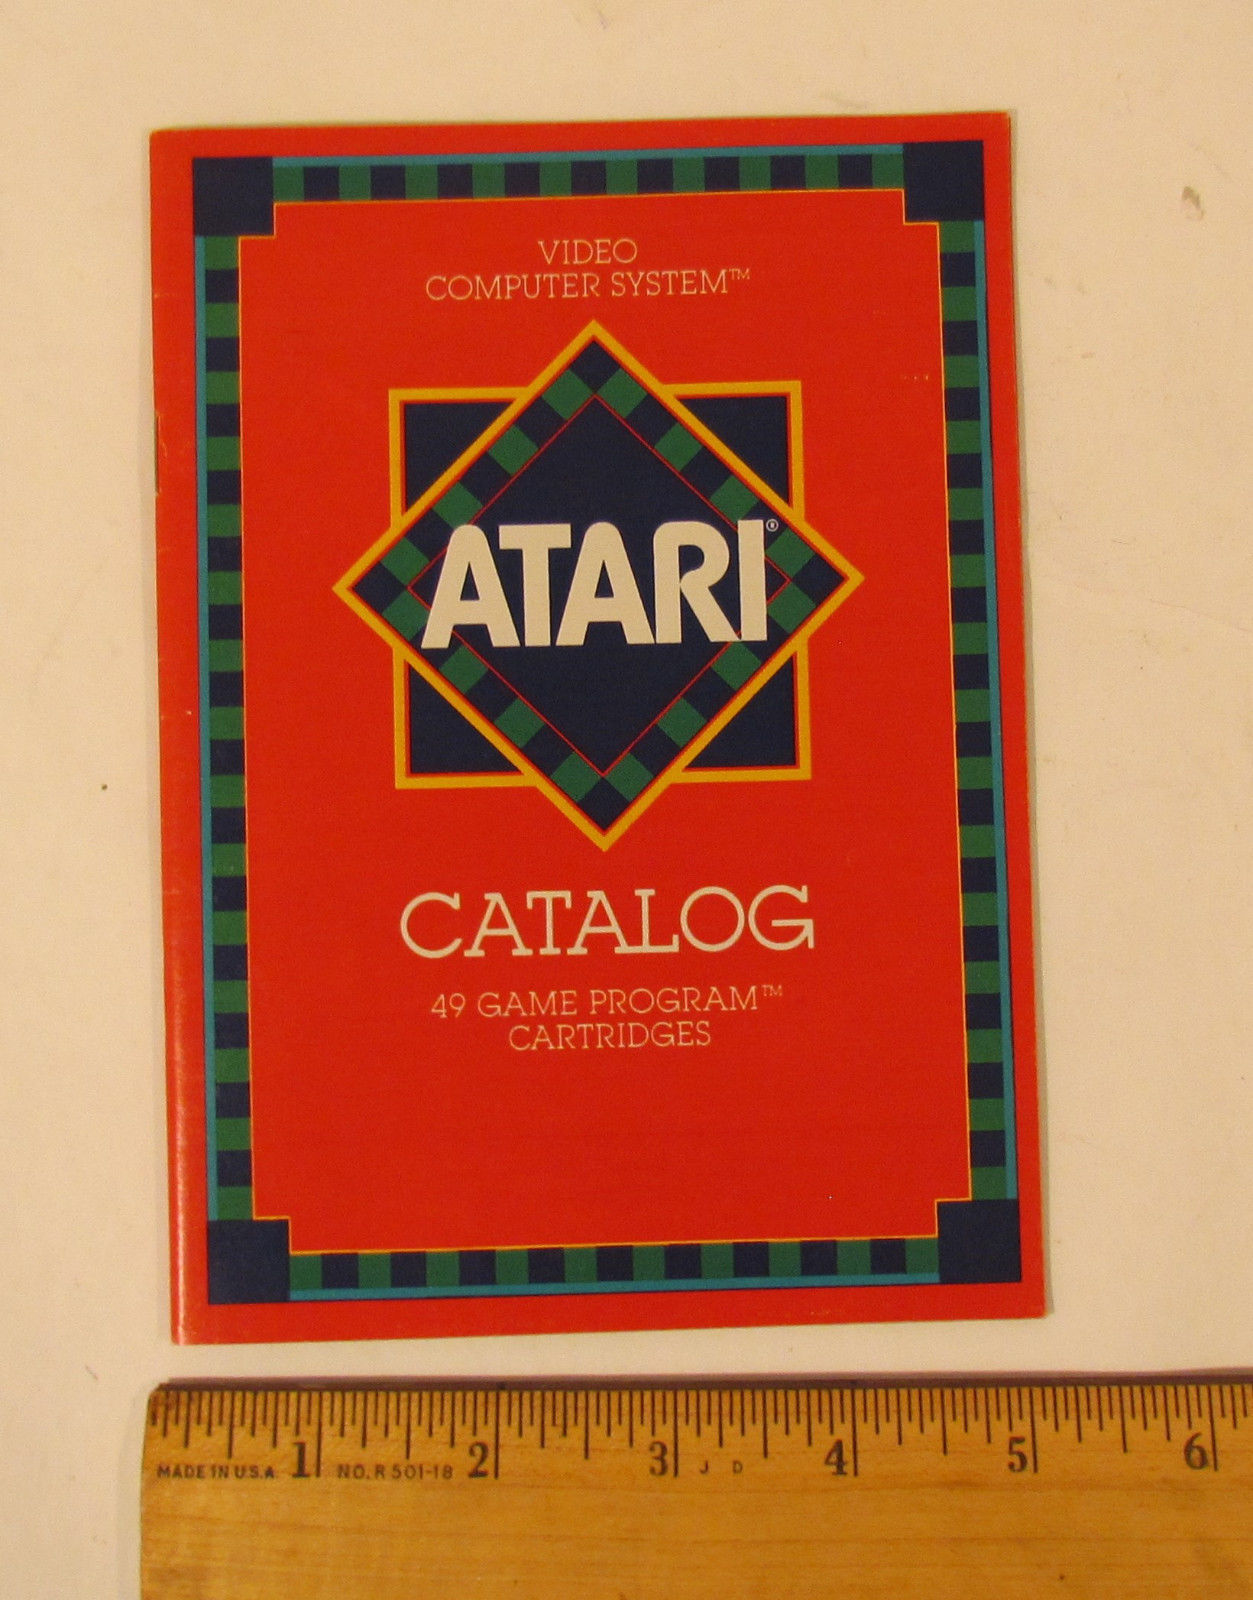 VIDEO
COMPUTER SYSTEM™
ATARI®
CATALOG
49 GAME PROGRAM™
CARTRIDGES
1 2 3 4 5 6
MADE IN U.S.A. NO. R 501-18 J D